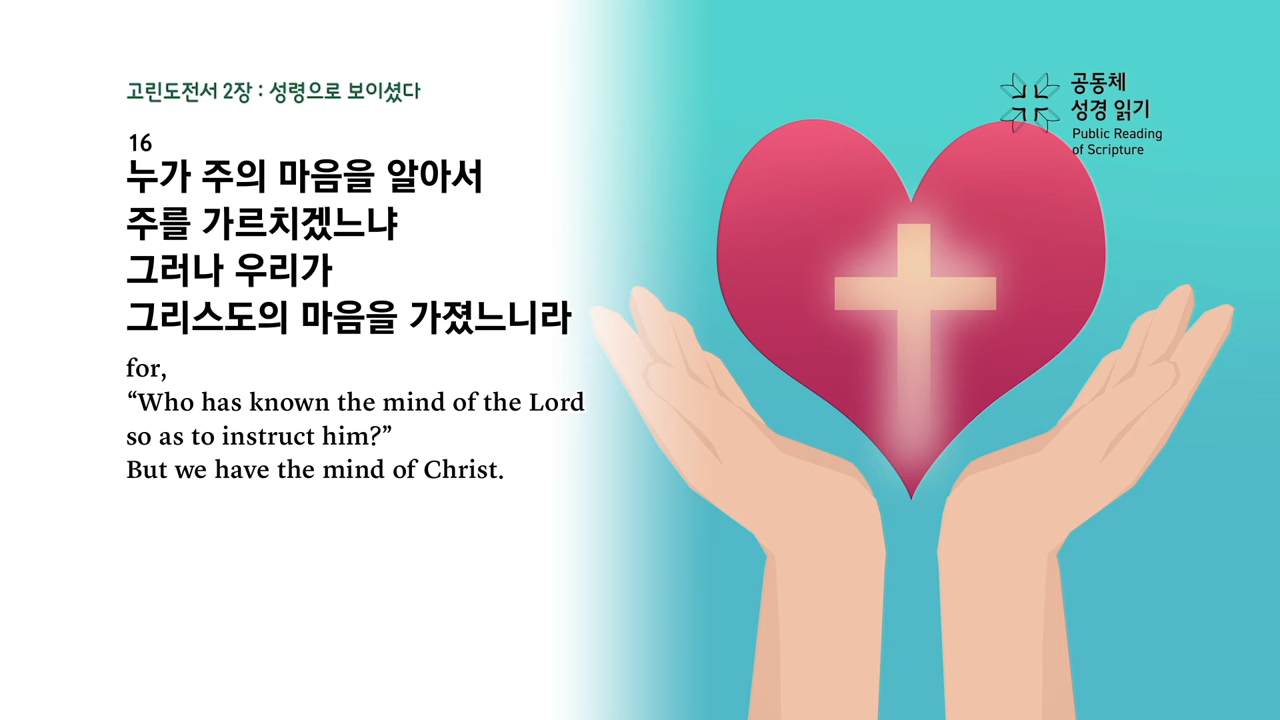 고린도전서 2장 : 성령으로 보이셨다
16
누가 주의 마음을 알아서
주를 가르치겠느냐
그러나 우리가
그리스도의 마음을 가졌느니라
for,
“Who has known the mind of the Lord
so as to instruct him?”
But we have the mind of Christ.
공동체
성경 읽기
Public Reading
of Scripture